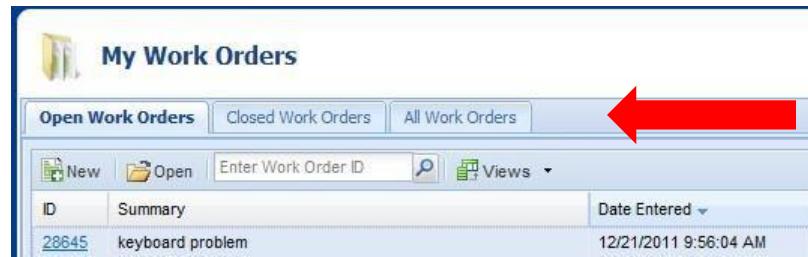 My Work Orders
Open Work Orders Closed Work Orders All Work Orders
New Open Enter Work Order ID Views
ID Summary Date Entered
28645 keyboard problem 12/21/2011 9:56:04 AM